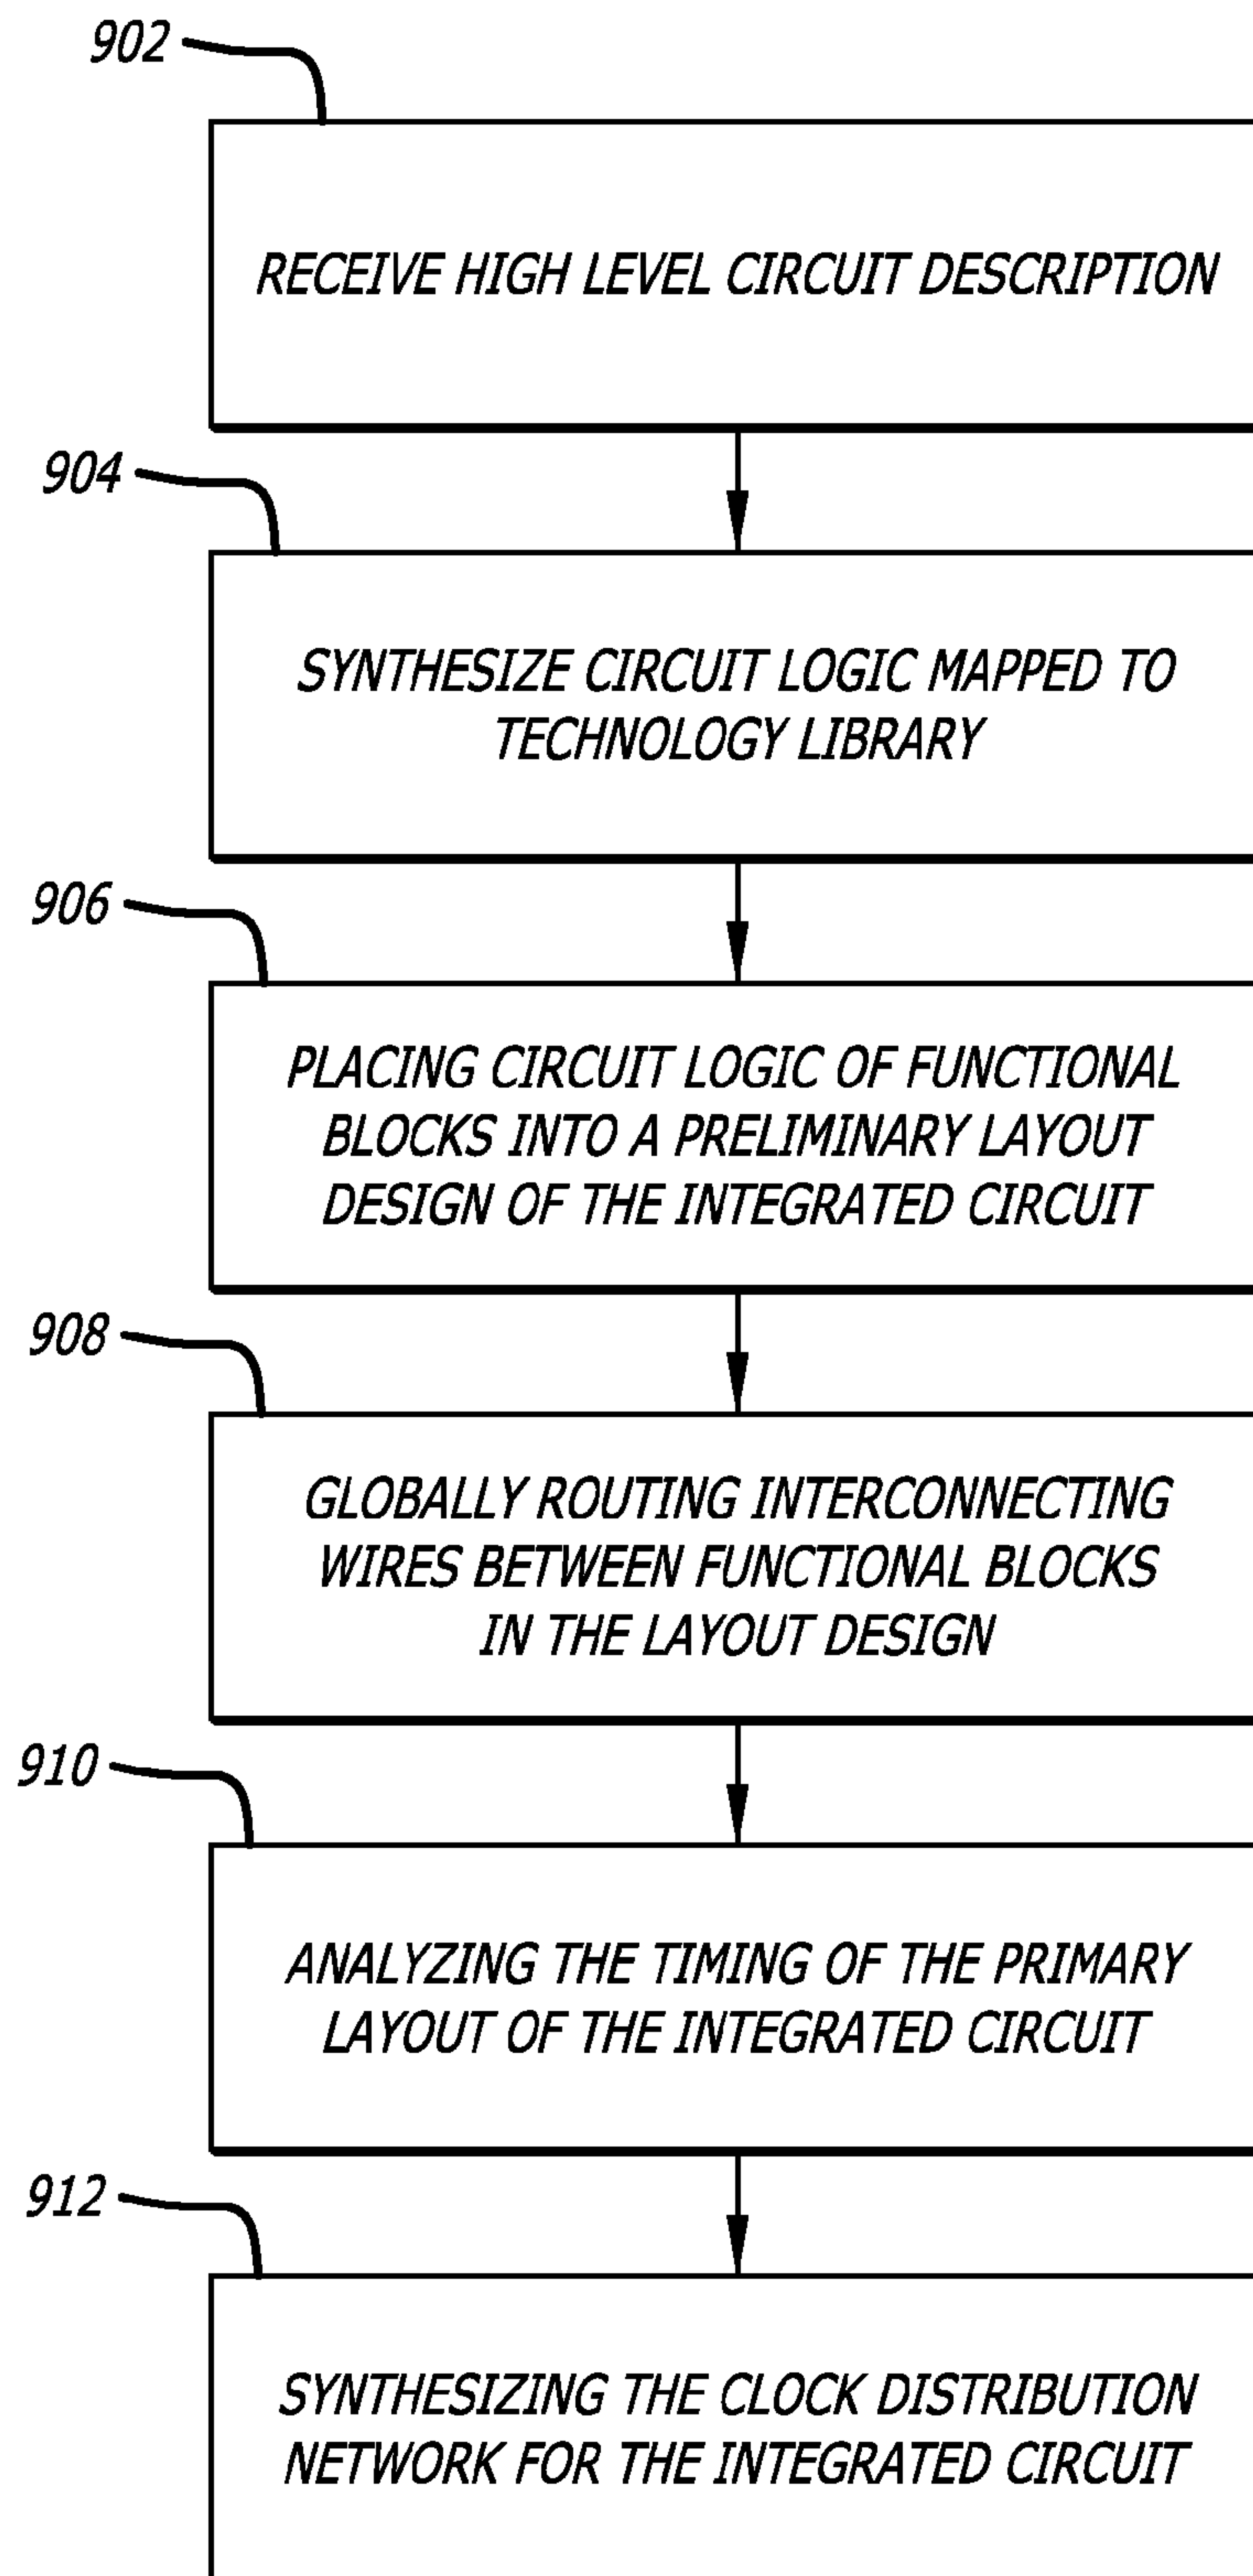 902
RECEIVE HIGH LEVEL CIRCUIT DESCRIPTION
904
SYNTHESIZE CIRCUIT LOGIC MAPPED TO
TECHNOLOGY LIBRARY
906
PLACING CIRCUIT LOGIC OF FUNCTIONAL
BLOCKS INTO A PRELIMINARY LAYOUT
DESIGN OF THE INTEGRATED CIRCUIT
908
GLOBALLY ROUTING INTERCONNECTING
WIRES BETWEEN FUNCTIONAL BLOCKS
IN THE LAYOUT DESIGN
910
ANALYZING THE TIMING OF THE PRIMARY
LAYOUT OF THE INTEGRATED CIRCUIT
912
SYNTHESIZING THE CLOCK DISTRIBUTION
NETWORK FOR THE INTEGRATED CIRCUIT